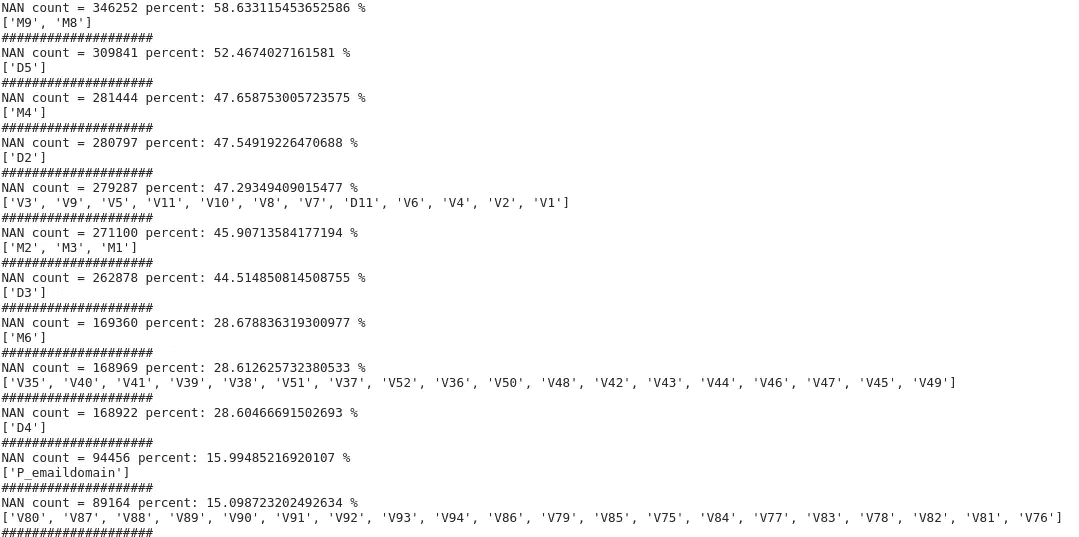 NAN count = 346252 percent: 58.633115453652586 %
['M9', 'M8']
####################
NAN count = 309841 percent: 52.4674027161581 %
['D5']
####################
NAN count = 281444 percent: 47.658753005723575 %
['M4']
####################
NAN count = 280797 percent: 47.54919226470688 %
['D2']
####################
NAN count = 279287 percent: 47.29349409015477 %
['V3', 'V9', 'V5', 'V11', 'V10', 'V8', 'V7', 'D11', 'V6', 'V4', 'V2', 'V1']
####################
NAN count = 271100 percent: 45.90713584177194 %
['M2', 'M3', 'M1']
####################
NAN count = 262878 percent: 44.514850814508755 %
['D3']
####################
NAN count = 169360 percent: 28.678836319300977 %
['M6']
####################
NAN count = 168969 percent: 28.612625732380533 %
['V35', 'V40', 'V41', 'V39', 'V38', 'V51', 'V37', 'V52', 'V36', 'V50', 'V48', 'V42', 'V43', 'V44', 'V46', 'V47', 'V45', 'V49']
####################
NAN count = 168922 percent: 28.60466691502693 %
['D4']
####################
NAN count = 94456 percent: 15.99485216920107 %
['P_emaildomain']
####################
NAN count = 89164 percent: 15.098723202492634 %
['V80', 'V87', 'V88', 'V89', 'V90', 'V91', 'V92', 'V93', 'V94', 'V86', 'V79', 'V85', 'V75', 'V84', 'V77', 'V83', 'V78', 'V82', 'V81', 'V76']
####################